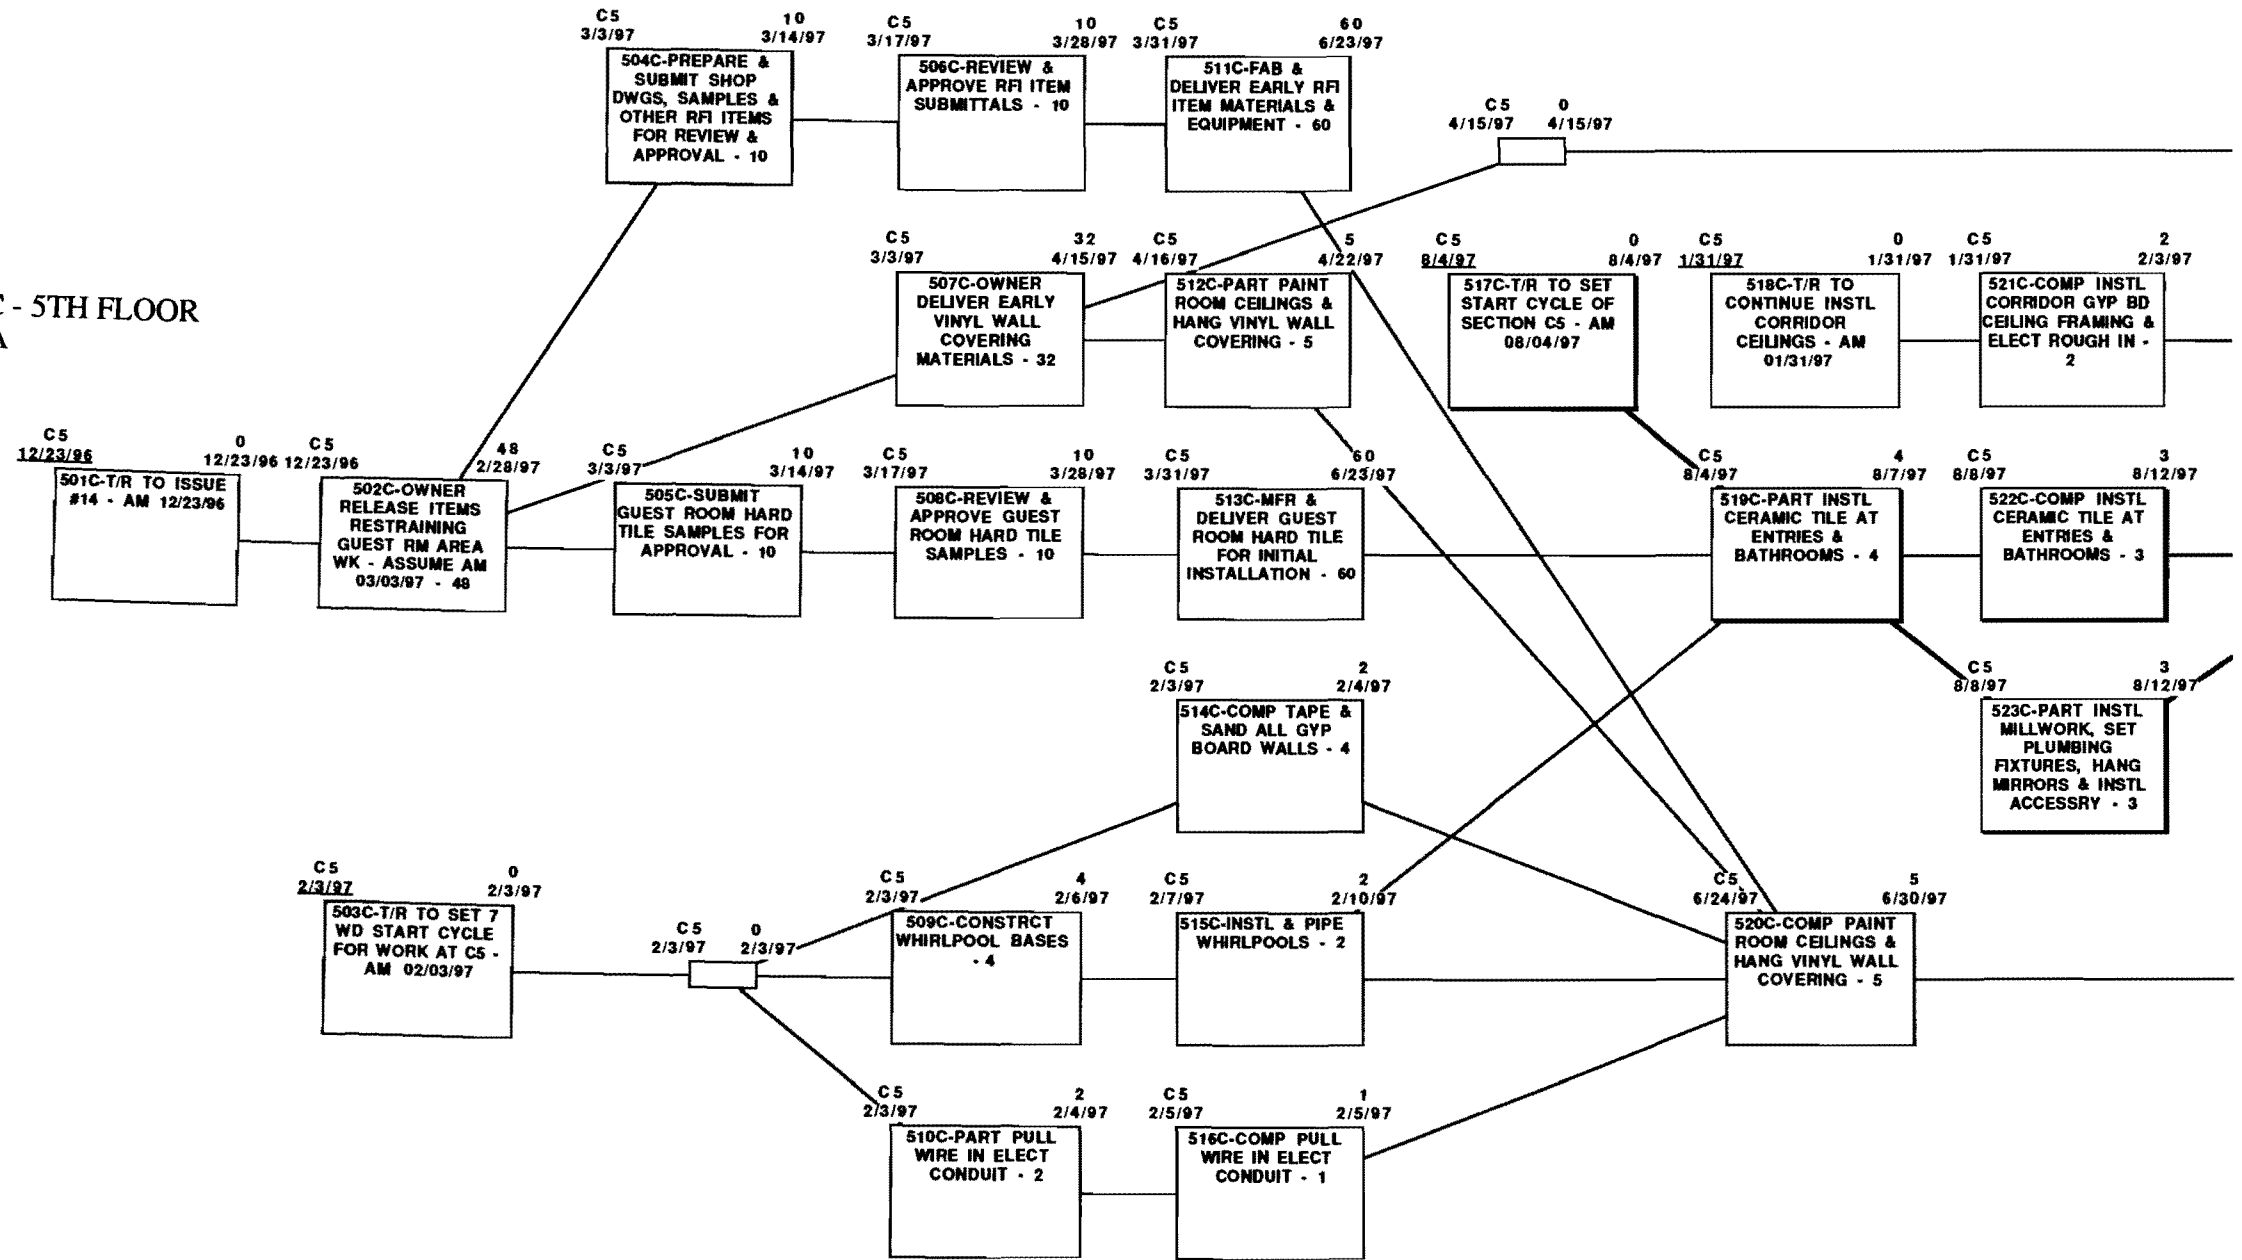 C5 10
3/3/97 3/14/97
504C-PREPARE &
SUBMIT SHOP
DWGS, SAMPLES &
OTHER RFI ITEMS
FOR REVIEW &
APPROVAL - 10
C5 10
3/17/97 3/28/97
506C-REVIEW &
APPROVE RFI ITEM
SUBMITTALS - 10
C5 60
3/31/97 6/23/97
511C-FAB &
DELIVER EARLY RFI
ITEM MATERIALS &
EQUIPMENT - 60
C5 0
4/15/97 4/15/97
C5 32
3/3/97 4/15/97
507C-OWNER
DELIVER EARLY
VINYL WALL
COVERING
MATERIALS - 32
C5 5
4/16/97 4/22/97
512C-PART PAINT
ROOM CEILINGS &
HANG VINYL WALL
COVERING - 5
C5 0
8/4/97 8/4/97
517C-T/R TO SET
START CYCLE OF
SECTION C5 - AM
08/04/97
C5 0
1/31/97 1/31/97
518C-T/R TO
CONTINUE INSTL
CORRIDOR
CEILINGS - AM
01/31/97
C5 2
1/31/97 2/3/97
521C-COMP INSTL
CORRIDOR GYP BD
CEILING FRAMING &
ELECT ROUGH IN -
2
- 5TH FLOOR
A
C5 0
12/23/96 12/23/96
501C-T/R TO ISSUE
#14 - AM 12/23/96
C5 48
12/23/96 2/28/97
502C-OWNER
RELEASE ITEMS
RESTRAINING
GUEST RM AREA
WK - ASSUME AM
03/03/97 - 48
C5 10
3/3/97 3/14/97
505C-SUBMIT
GUEST ROOM HARD
TILE SAMPLES FOR
APPROVAL - 10
C5 10
3/17/97 3/28/97
508C-REVIEW &
APPROVE GUEST
ROOM HARD TILE
SAMPLES - 10
C5 60
3/31/97 6/23/97
513C-MFR &
DELIVER GUEST
ROOM HARD TILE
FOR INITIAL
INSTALLATION - 60
C5 4
8/4/97 8/7/97
519C-PART INSTL
CERAMIC TILE AT
ENTRIES &
BATHROOMS - 4
C5 3
8/8/97 8/12/97
522C-COMP INSTL
CERAMIC TILE AT
ENTRIES &
BATHROOMS - 3
C5 2
2/3/97 2/4/97
514C-COMP TAPE &
SAND ALL GYP
BOARD WALLS - 4
C5 3
8/8/97 8/12/97
523C-PART INSTL
MILLWORK, SET
PLUMBING
FIXTURES, HANG
MIRRORS & INSTL
ACCESSRY - 3
C5 0
2/3/97 2/3/97
503C-T/R TO SET 7
WD START CYCLE
FOR WORK AT C5 -
AM 02/03/97
C5 0
2/3/97 2/3/97
C5 4
2/3/97 2/6/97
509C-CONSTRCT
WHIRLPOOL BASES
- 4
C5 2
2/7/97 2/10/97
515C-INSTL & PIPE
WHIRLPOOLS - 2
C5 5
6/24/97 6/30/97
520C-COMP PAINT
ROOM CEILINGS &
HANG VINYL WALL
COVERING - 5
C5 2
2/3/97 2/4/97
510C-PART PULL
WIRE IN ELECT
CONDUIT - 2
C5 1
2/5/97 2/5/97
516C-COMP PULL
WIRE IN ELECT
CONDUIT - 1